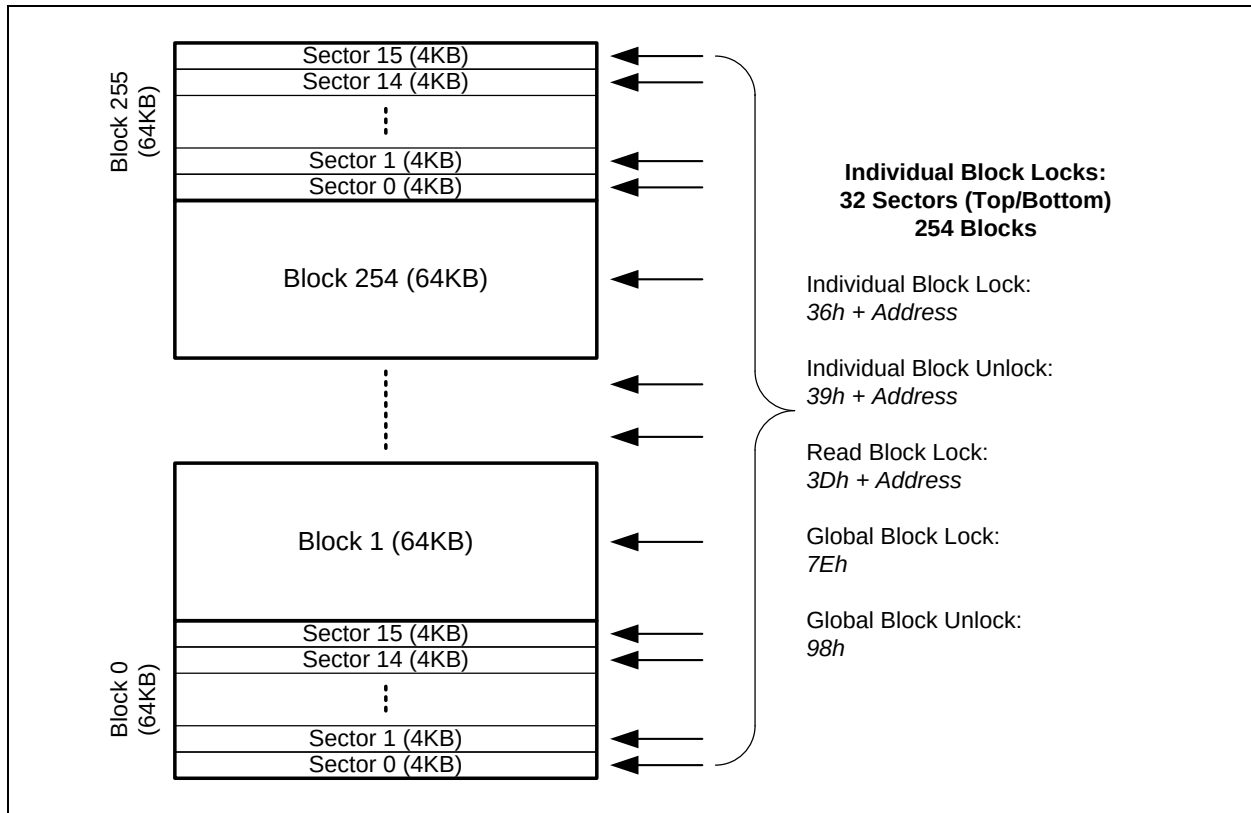 Block 255
(64KB)
Sector 15 (4KB)
Sector 14 (4KB)
Sector 1 (4KB)
Sector 0 (4KB)
Block 254 (64KB)
Block 1 (64KB)
Block 0
(64KB)
Sector 15 (4KB)
Sector 14 (4KB)
Sector 1 (4KB)
Sector 0 (4KB)
Individual Block Locks:
32 Sectors (Top/Bottom)
254 Blocks
Individual Block Lock:
36h + Address
Individual Block Unlock:
39h + Address
Read Block Lock:
3Dh + Address
Global Block Lock:
7Eh
Global Block Unlock:
98h